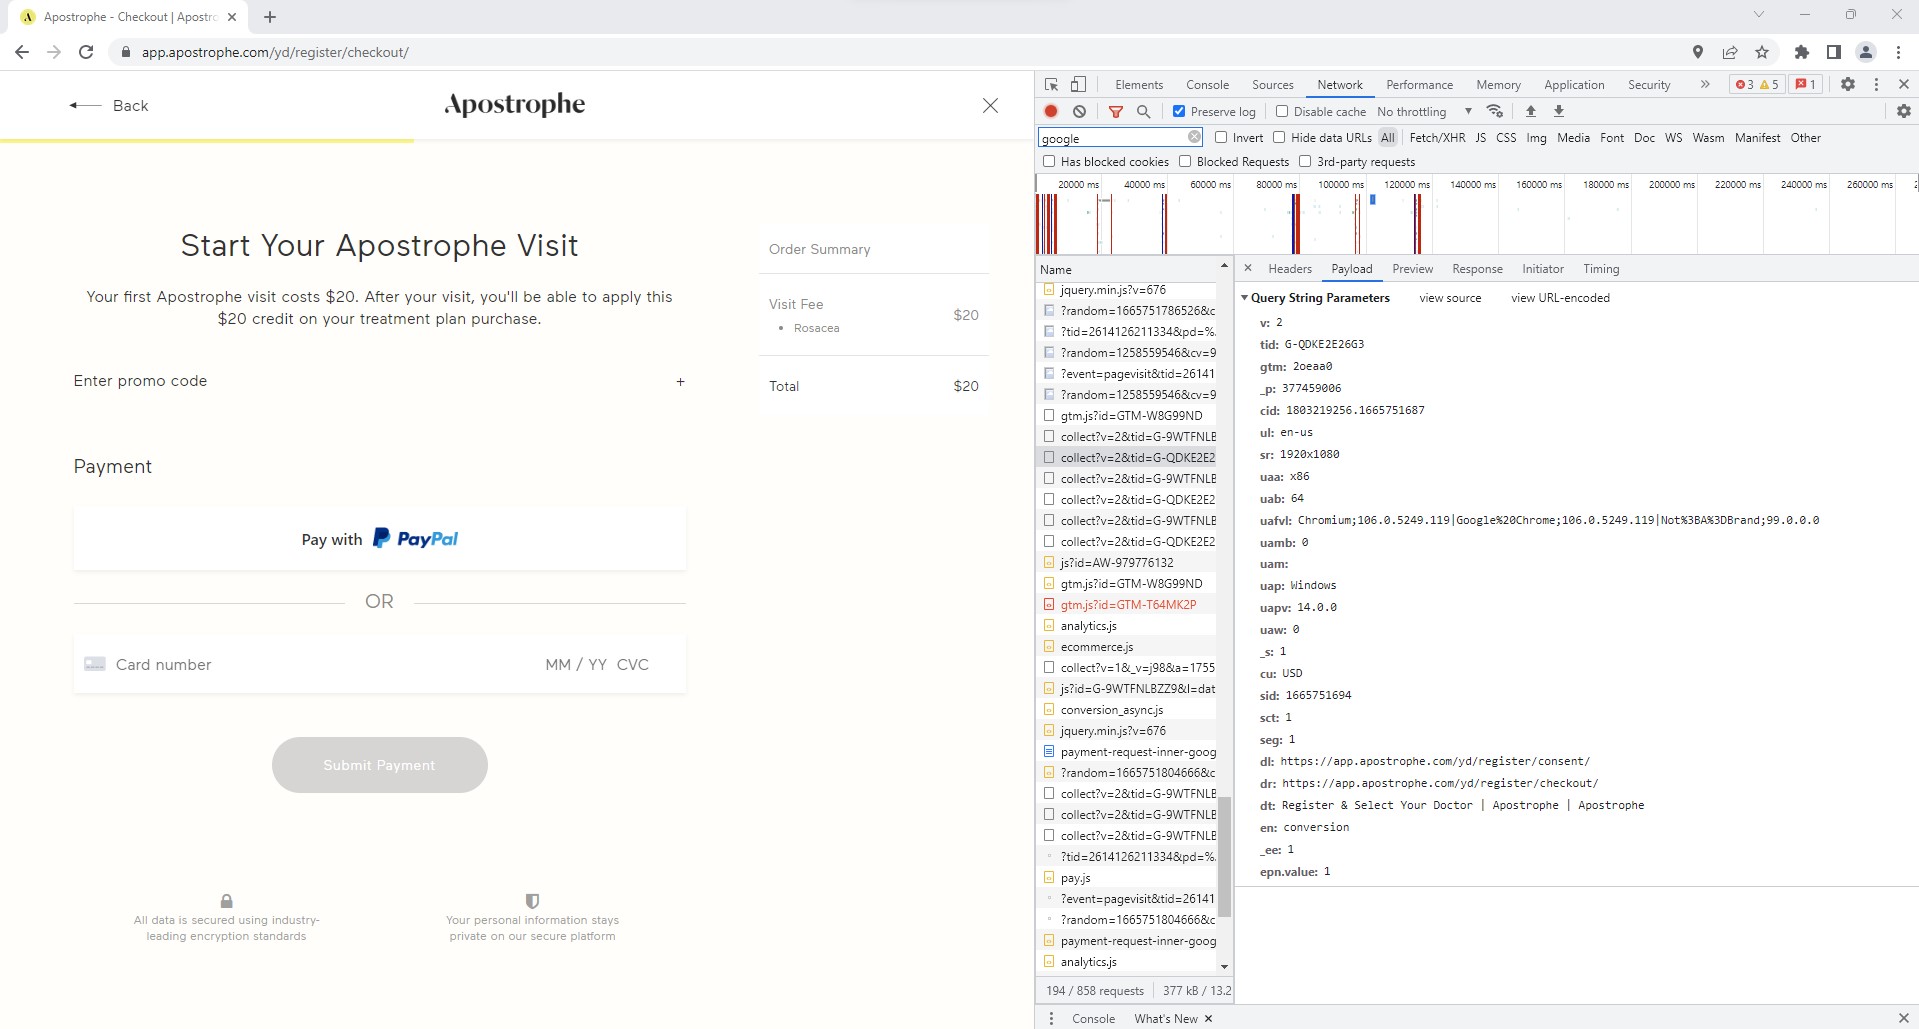 Apostrophe - Checkout | Apostro
app.apostrophe.com/yd/register/checkout/
Back
Apostrophe
Start Your Apostrophe Visit
Your first Apostrophe visit costs $20. After your visit, you'll be able to apply this
$20 credit on your treatment plan purchase.
Enter promo code +
Order Summary
Visit Fee
$20
• Rosacea
Total $20
Payment
Pay with PayPal
OR
Card number MM / YY CVC
Submit Payment
All data is secured using industry-
leading encryption standards
Your personal information stays
private on our secure platform
Elements Console Sources Network Performance Memory Application Security » 3 5 1
Preserve log Disable cache No throttling
google Invert Hide data URLs All Fetch/XHR JS CSS Img Media Font Doc WS Wasm Manifest Other
Has blocked cookies Blocked Requests 3rd-party requests
20000 ms 40000 ms 60000 ms 80000 ms 100000 ms 120000 ms 140000 ms 160000 ms 180000 ms 200000 ms 220000 ms 240000 ms 260000 ms
Name
jquery.min.js?v=676
?random=1665751786526&c
?tid=2614126211334&pd=%.
?random=1258559546&cv=9
?event=pagevisit&tid=26141
?random=1258559546&cv=9
gtm.js?id=GTM-W8G99ND
collect?v=2&tid=G-9WTFNLB
collect?v=2&tid=G-QDKE2E2
collect?v=2&tid=G-9WTFNLB
collect?v=2&tid=G-QDKE2E2
collect?v=2&tid=G-9WTFNLB
collect?v=2&tid=G-QDKE2E2
js?id=AW-979776132
gtm.js?id=GTM-W8G99ND
gtm.js?id=GTM-T64MK2P
analytics.js
ecommerce.js
collect?v=1&_v=j98&a=1755
js?id=G-9WTFNLBZZ9&l=dat
conversion_async.js
jquery.min.js?v=676
payment-request-inner-goog
?random=1665751804666&c
collect?v=2&tid=G-9WTFNLB
collect?v=2&tid=G-9WTFNLB
collect?v=2&tid=G-9WTFNLB
?tid=2614126211334&pd=%.
pay.js
?event=pagevisit&tid=26141
?random=1665751804666&c
payment-request-inner-goog
analytics.js
194 / 858 requests 377 kB / 13.2
× Headers Payload Preview Response Initiator Timing
Query String Parameters view source view URL-encoded
v: 2
tid: G-QDKE2E26G3
gtm: 2oeaa0
_p: 377459006
cid: 1803219256.1665751687
ul: en-us
sr: 1920x1080
uaa: x86
uab: 64
uafvl: Chromium;106.0.5249.119|Google%20Chrome;106.0.5249.119|Not%3BA%3DBrand;99.0.0.0
uamb: 0
uam:
uap: Windows
uapv: 14.0.0
uaw: 0
_s: 1
cu: USD
sid: 1665751694
sct: 1
seg: 1
dl: https://app.apostrophe.com/yd/register/consent/
dr: https://app.apostrophe.com/yd/register/checkout/
dt: Register & Select Your Doctor | Apostrophe | Apostrophe
en: conversion
_ee: 1
epn.value: 1
Console What's New ×